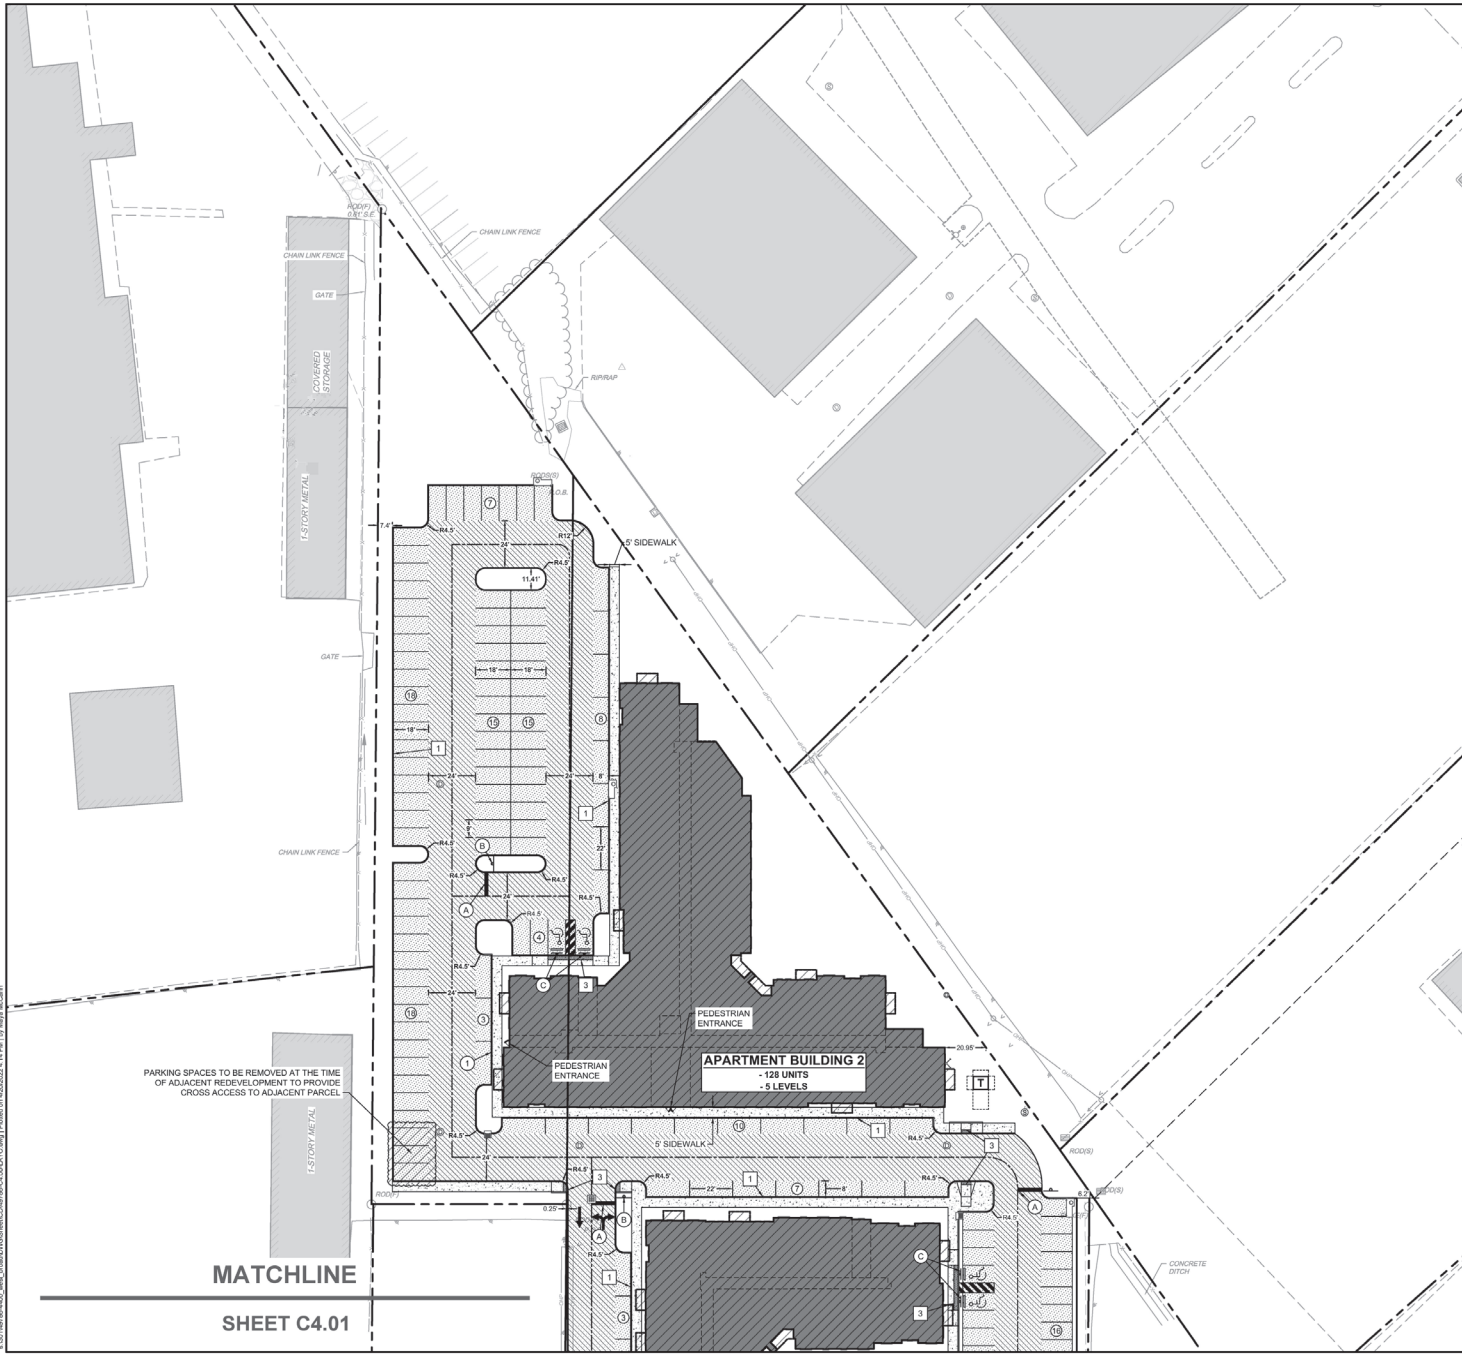 ROD(F)
0.81' S.E.
CHAIN LINK FENCE
CHAIN LINK FENCE
GATE
COVERED
STORAGE
RIP/RAP
1-STORY METAL
RODS(S)
P.O.B.
7
7.4'
R4.5'
R12'
24'
5' SIDEWALK
R4.5'
11.41'
GATE
18'
18'
18
15
15
8
18'
1
24'
24'
8'
1
9'
B
22'
R4.5'
CHAIN LINK FENCE
R4.5'
R4.5'
24'
R4.5'
A
R4.5'
4
R4.5'
C
3
24'
18
3
PEDESTRIAN
ENTRANCE
20.95'
1
PEDESTRIAN
ENTRANCE
APARTMENT BUILDING 2
- 128 UNITS
- 5 LEVELS
T
PARKING SPACES TO BE REMOVED AT THE TIME
OF ADJACENT REDEVELOPMENT TO PROVIDE
CROSS ACCESS TO ADJACENT PARCEL
1-STORY METAL
R4.5'
10
1
R4.5'
5' SIDEWALK
3
24'
R4.5'
3
R4.5'
1
22'
7
8'
R4.5'
ROD(S)
ROD(F)
6.2'
ROD(S)
0.25'
B
A
A
R4.5'
R4.5'
C
1
3
3
16
CONCRETE
DITCH
MATCHLINE
SHEET C4.01